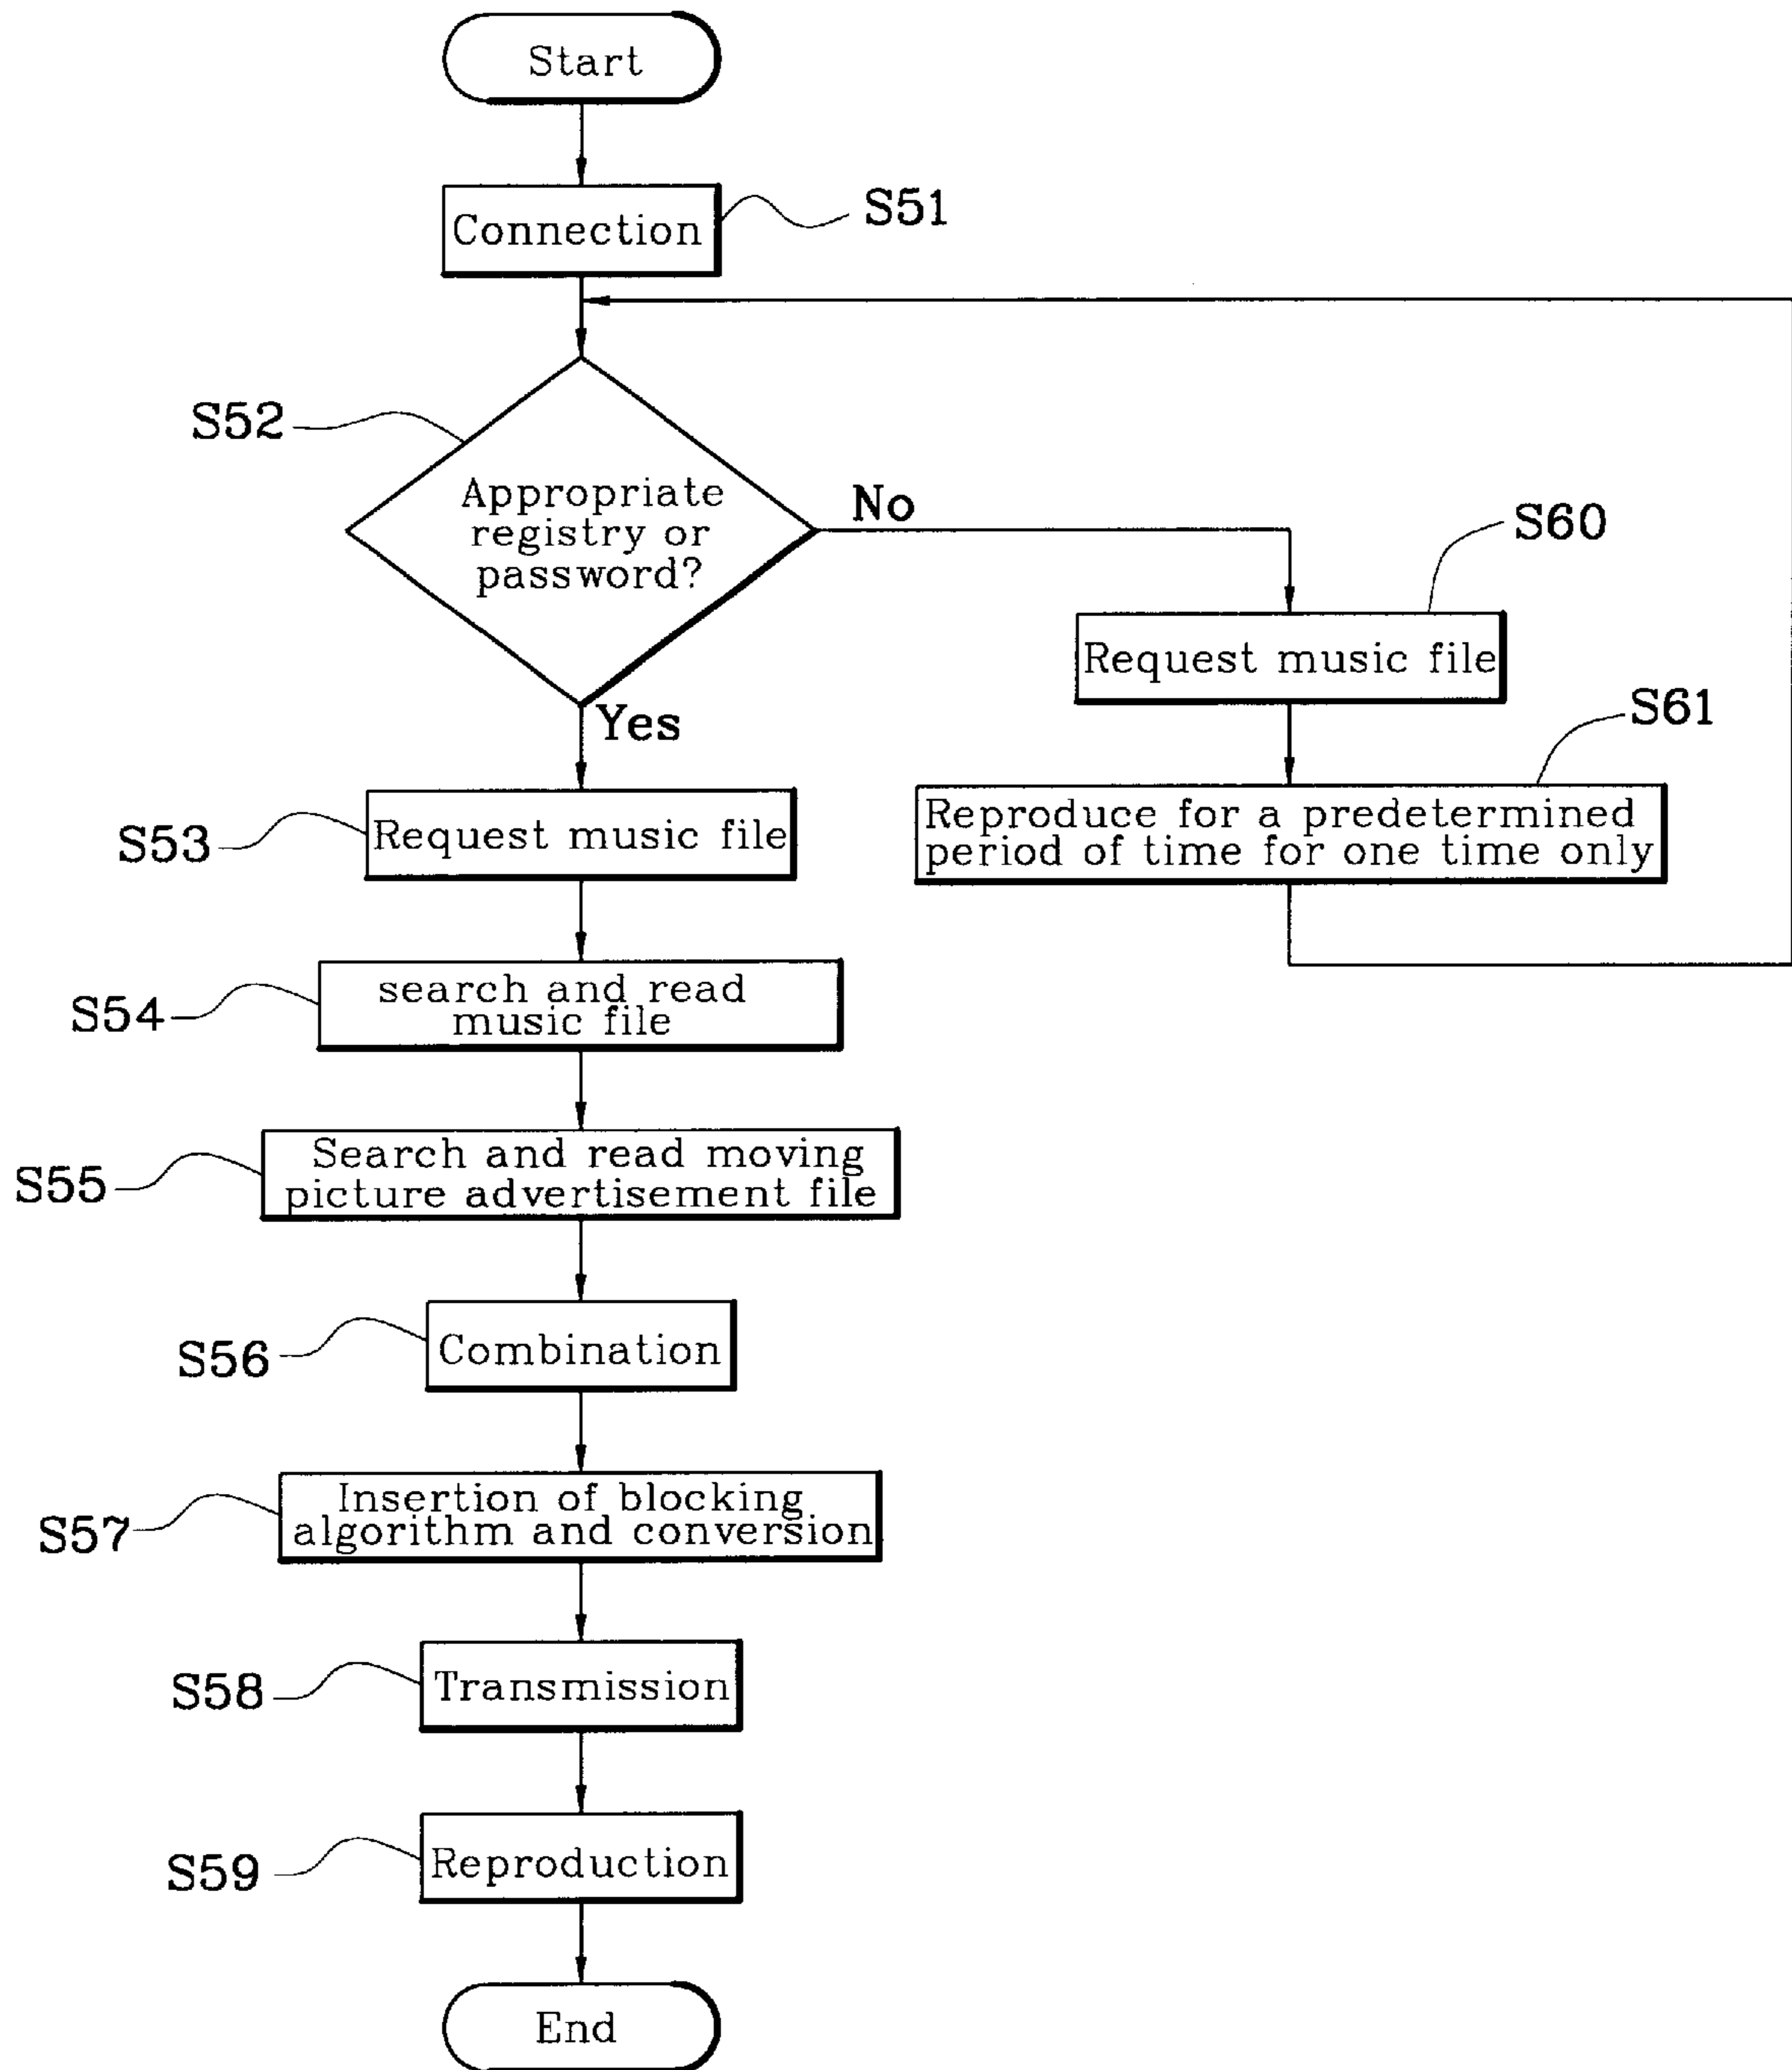 Start
Connection
S51
S52
Appropriate
registry or
password?
No
Yes
S60
Request music file
S61
Reproduce for a predetermined
period of time for one time only
S53
Request music file
S54
search and read
music file
S55
Search and read moving
picture advertisement file
S56
Combination
S57
Insertion of blocking
algorithm and conversion
S58
Transmission
S59
Reproduction
End